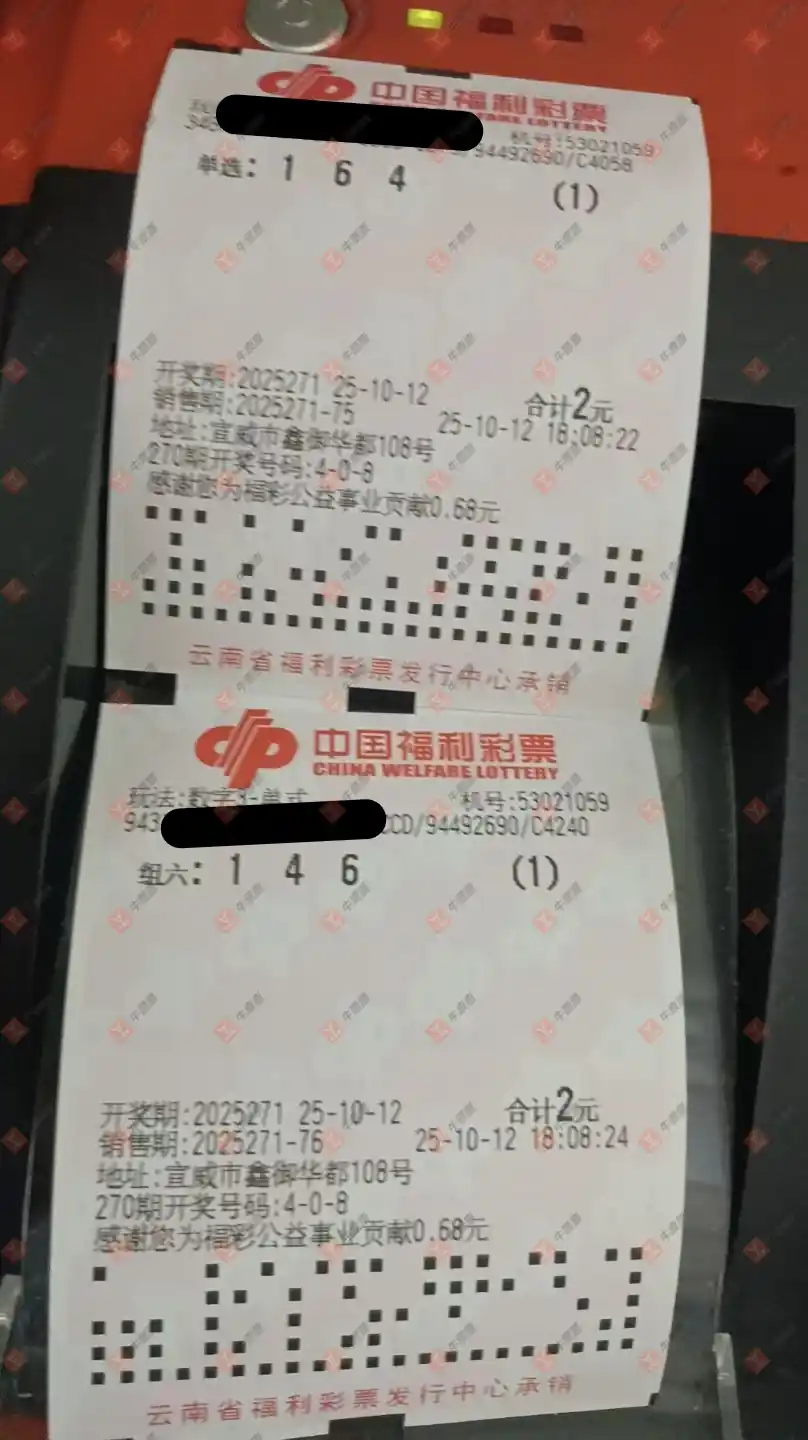 中国福利彩票
机号:53021059
94492690/C4058
单选: 1 6 4 (1)
开奖期:2025271 25-10-12 合计2元
销售期:2025271-75 25-10-12 18:08:22
地址:宣威市鑫御华都108号
270期开奖号码:4-0-8
感谢您为福彩公益事业贡献0.68元
云南省福利彩票发行中心承销
中国福利彩票
CHINA WELFARE LOTTERY
玩法:数字3-单式 机号:53021059
943 CCD/94492690/C4240
组六: 1 4 6 (1)
开奖期:2025271 25-10-12 合计2元
销售期:2025271-76 25-10-12 18:08:24
地址:宣威市鑫御华都108号
270期开奖号码:4-0-8
感谢您为福彩公益事业贡献0.68元
云南省福利彩票发行中心承销